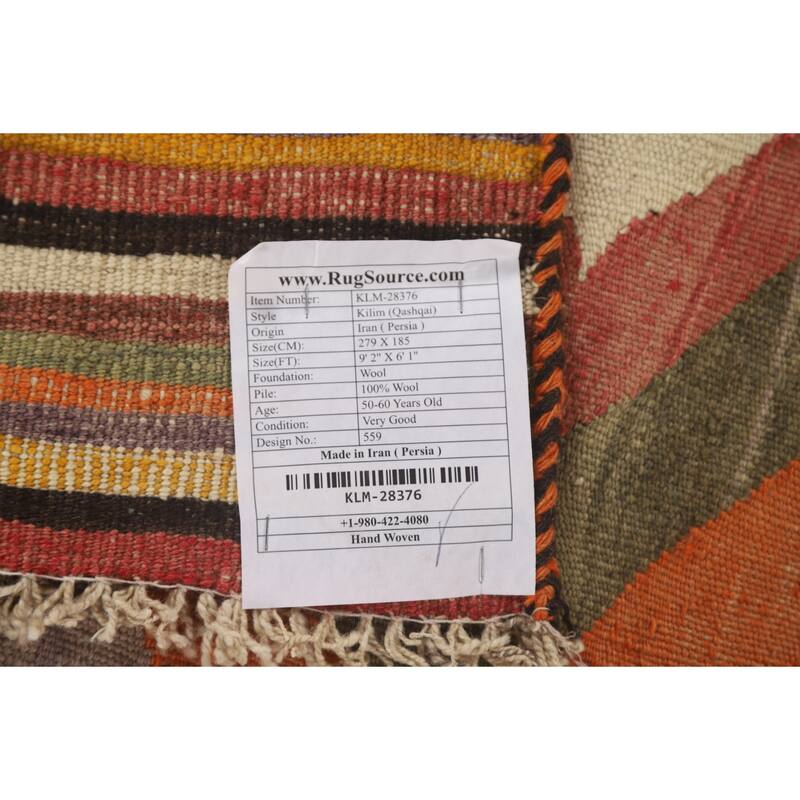 www.RugSource.com
Item Number: KLM-28376
Style Kilim (Qashqai)
Origin Iran ( Persia )
Size(CM): 279 X 185
Size(FT): 9' 2" X 6' 1"
Foundation: Wool
Pile: 100% Wool
Age: 50-60 Years Old
Condition: Very Good
Design No.: 559
Made in Iran ( Persia )
KLM-28376
+1-980-422-4080
Hand Woven